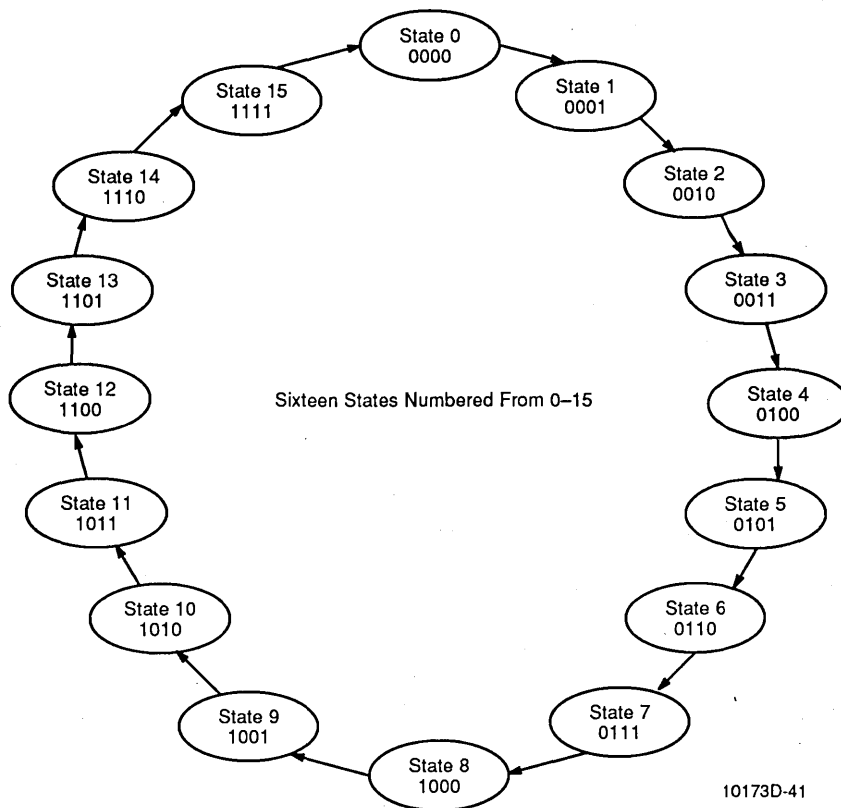 State 0
0000
State 1
0001
State 2
0010
State 3
0011
State 4
0100
State 5
0101
State 6
0110
State 7
0111
State 8
1000
State 9
1001
State 10
1010
State 11
1011
State 12
1100
State 13
1101
State 14
1110
State 15
1111
Sixteen States Numbered From 0–15
10173D-41